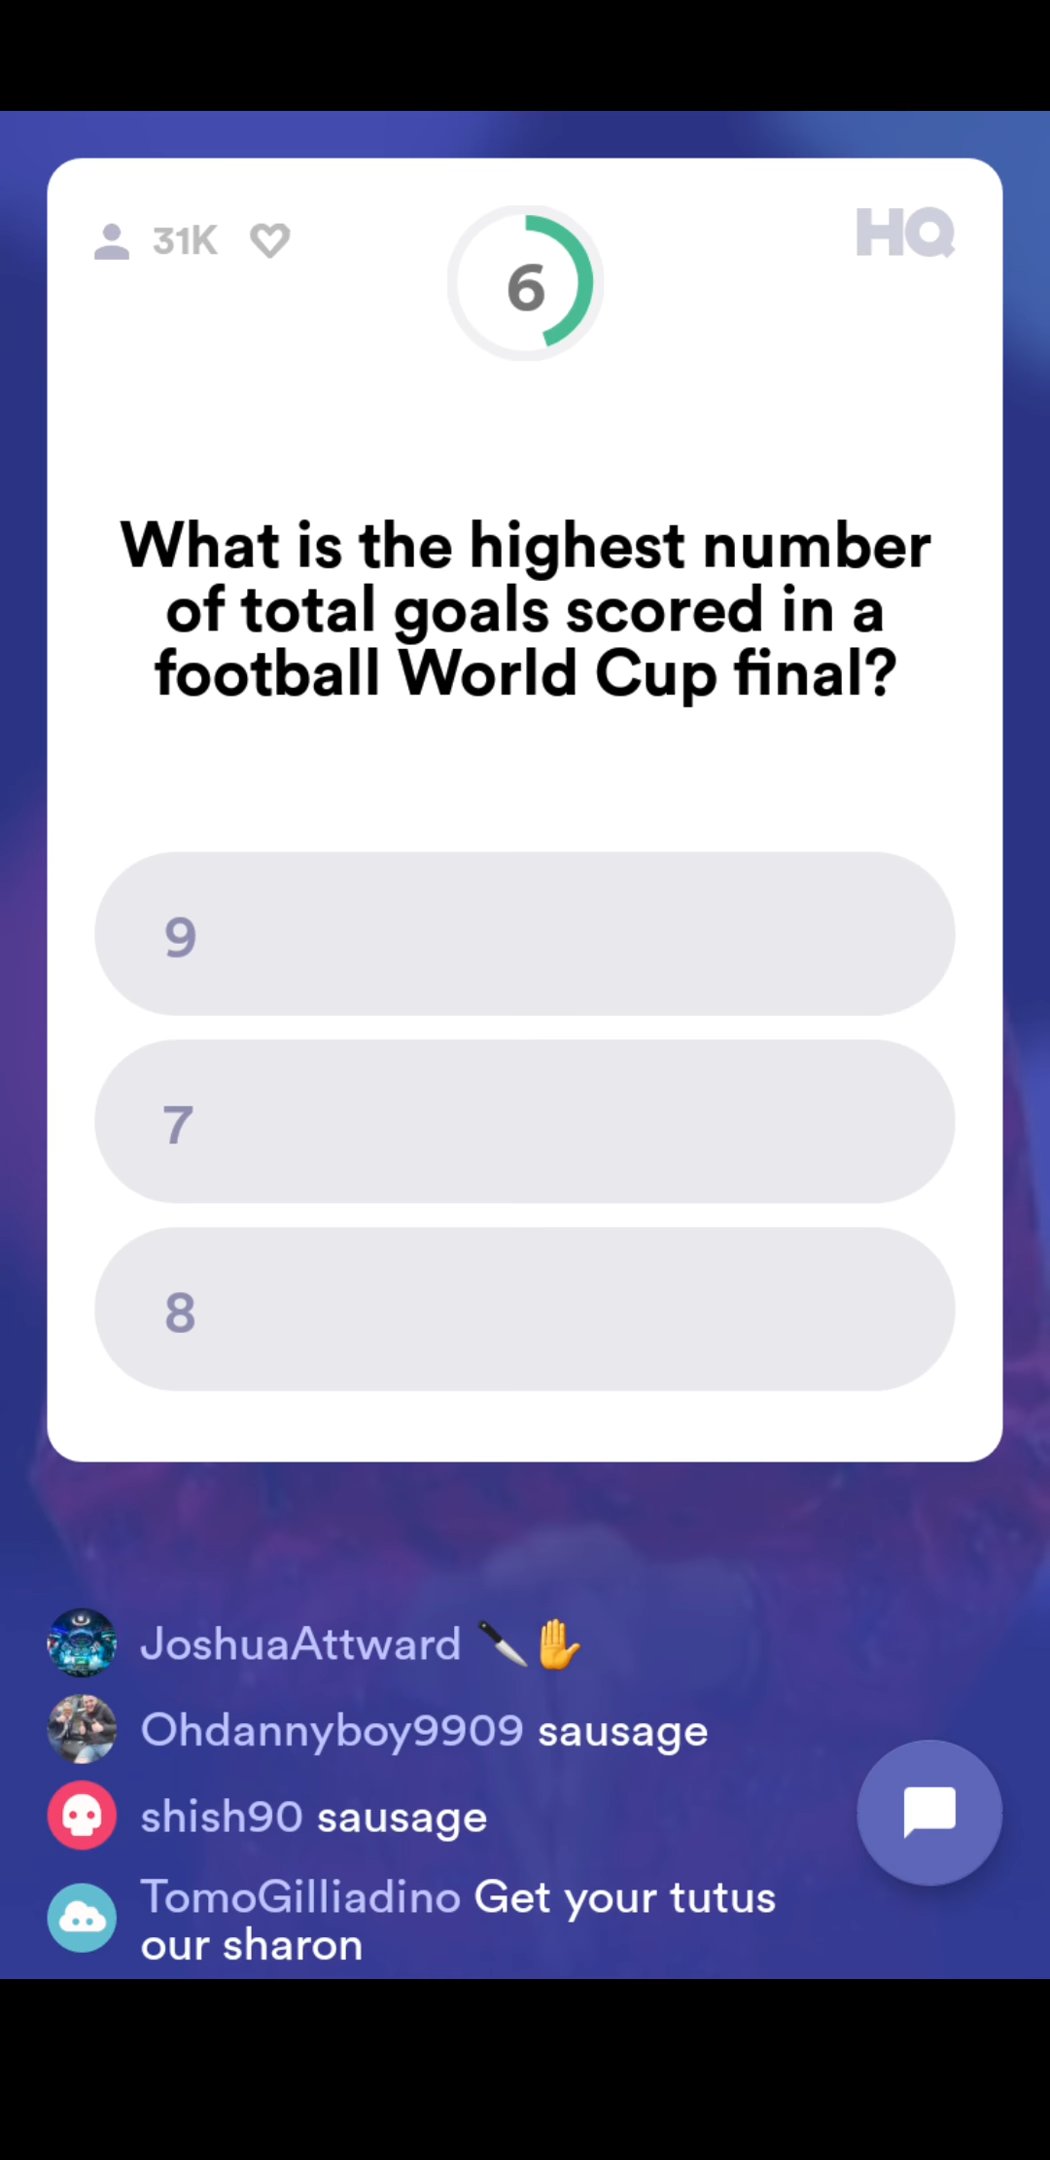 31K
6
HQ
What is the highest number
of total goals scored in a
football World Cup final?
9
7
8
JoshuaAttward 🔪✋
Ohdannyboy9909 sausage
shish90 sausage
TomoGilliadino Get your tutus
our sharon